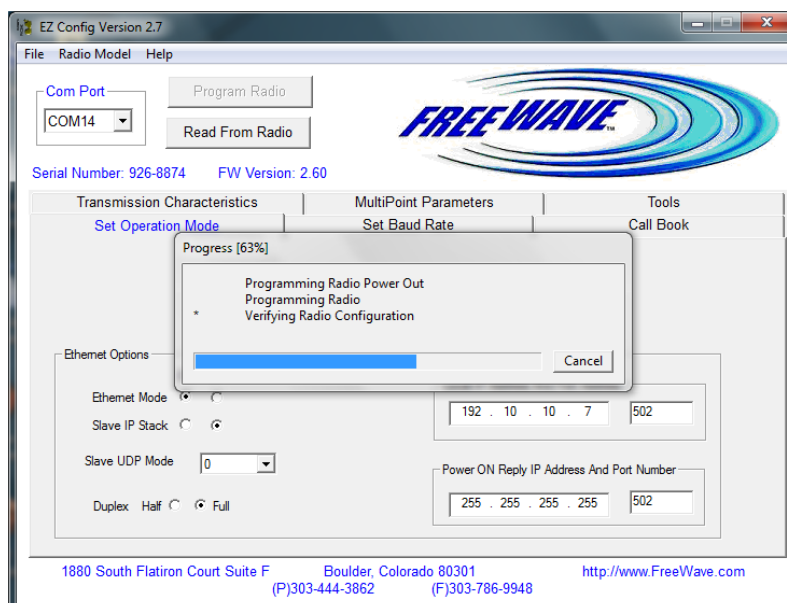 EZ Config Version 2.7
File Radio Model Help
Com Port
COM14
Program Radio
Read From Radio
FREEWAVE™
Serial Number: 926-8874 FW Version: 2.60
Transmission Characteristics MultiPoint Parameters Tools
Set Operation Mode Set Baud Rate Call Book
Progress [63%]
Programming Radio Power Out
Programming Radio
* Verifying Radio Configuration
Cancel
Ethernet Options
Ethernet Mode
192 . 10 . 10 . 7 502
Slave IP Stack
Slave UDP Mode 0
Power ON Reply IP Address And Port Number
Duplex Half Full
255 . 255 . 255 . 255 502
1880 South Flatiron Court Suite F Boulder, Colorado 80301 http://www.FreeWave.com
(P)303-444-3862 (F)303-786-9948